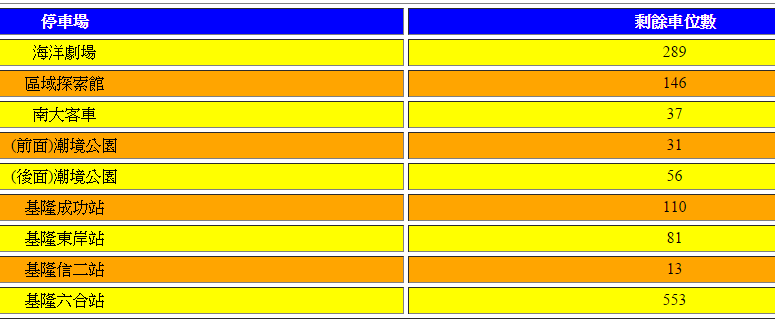 停車場 剩餘車位數
海洋劇場 289
區域探索館 146
南大客車 37
(前面)潮境公園 31
(後面)潮境公園 56
基隆成功站 110
基隆東岸站 81
基隆信二站 13
基隆六合站 553